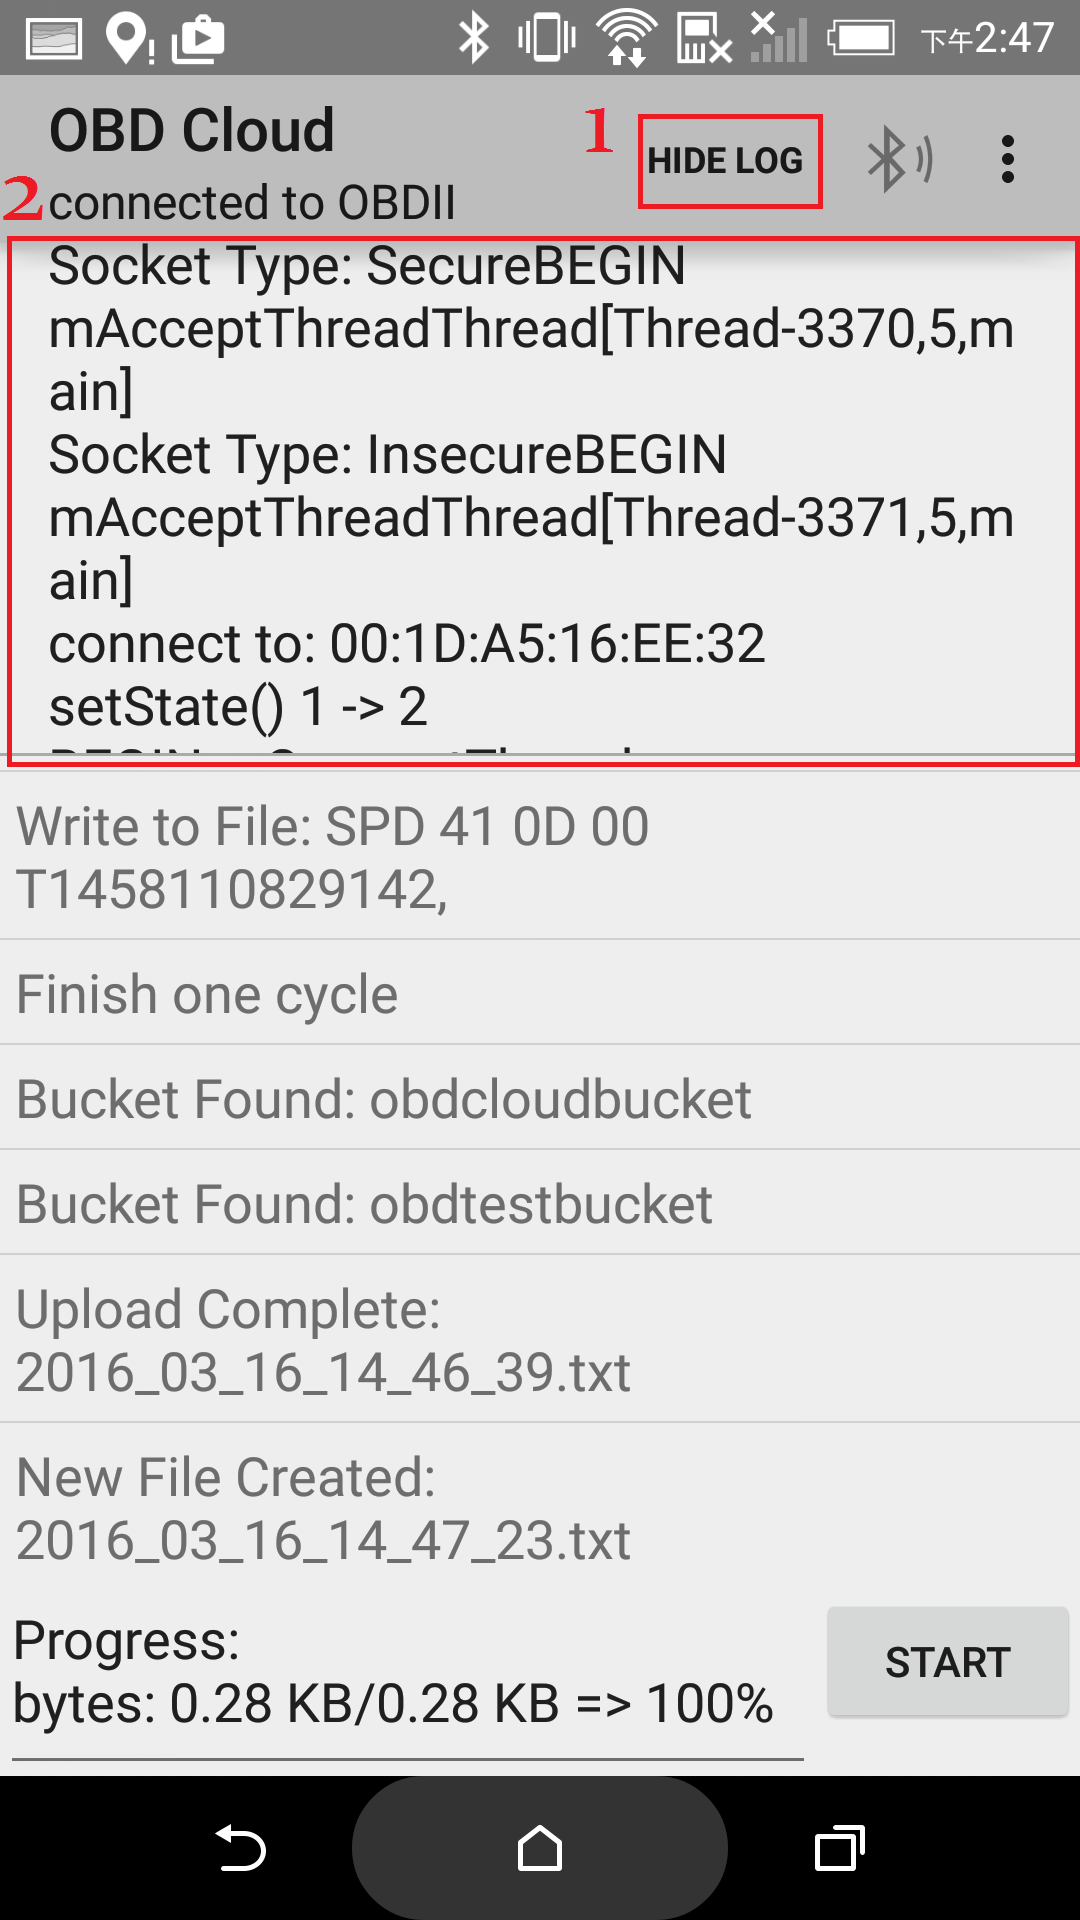 下午2:47
OBD Cloud
1
HIDE LOG
2
connected to OBDII
Socket Type: SecureBEGIN
mAcceptThreadThread[Thread-3370,5,m
ain]
Socket Type: InsecureBEGIN
mAcceptThreadThread[Thread-3371,5,m
ain]
connect to: 00:1D:A5:16:EE:32
setState() 1 -> 2
Write to File: SPD 41 0D 00
T1458110829142,
Finish one cycle
Bucket Found: obdcloudbucket
Bucket Found: obdtestbucket
Upload Complete:
2016_03_16_14_46_39.txt
New File Created:
2016_03_16_14_47_23.txt
Progress:
bytes: 0.28 KB/0.28 KB => 100%
START